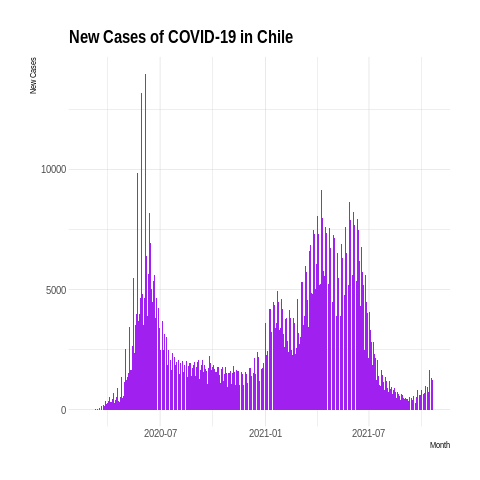 New Cases of COVID-19 in Chile
New Cases
10000
5000
0
2020-07 2021-01 2021-07
Month